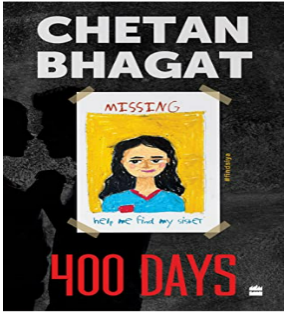 CHETAN
BHAGAT
MISSING
#findsiya
help me find my sister
400 DAYS